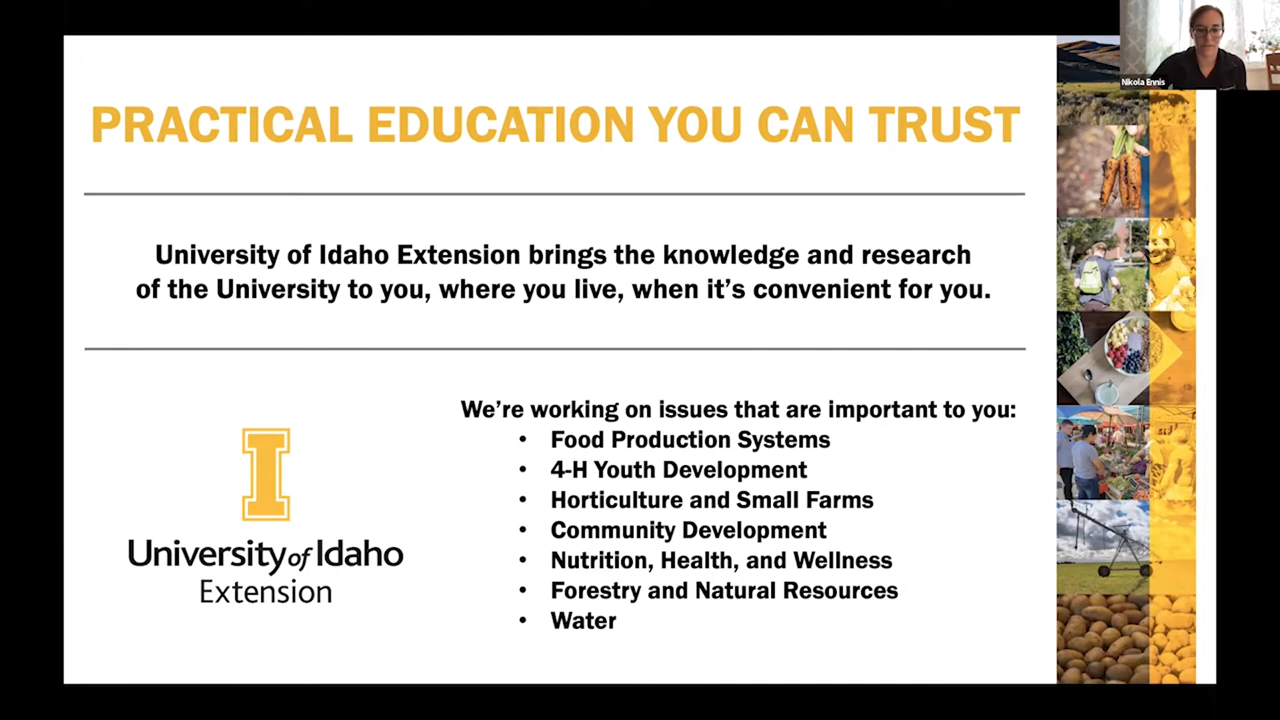 Nikola Ennis
PRACTICAL EDUCATION YOU CAN TRUST
University of Idaho Extension brings the knowledge and research
of the University to you, where you live, when it's convenient for you.
We're working on issues that are important to you:
• Food Production Systems
• 4-H Youth Development
• Horticulture and Small Farms
• Community Development
• Nutrition, Health, and Wellness
• Forestry and Natural Resources
• Water
I
University of Idaho
Extension